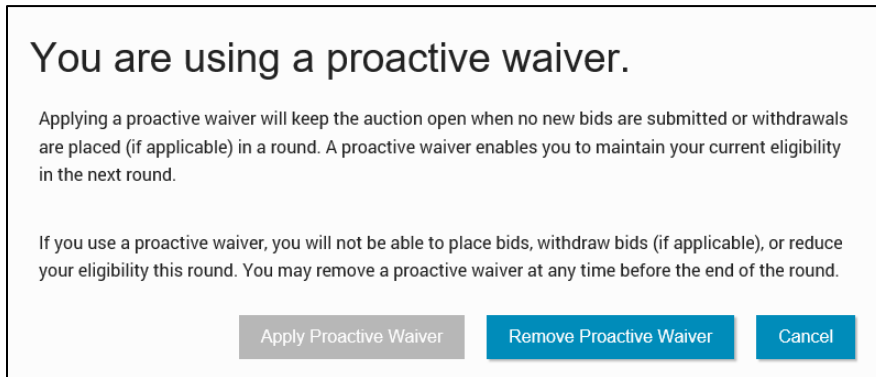 You are using a proactive waiver.
Applying a proactive waiver will keep the auction open when no new bids are submitted or withdrawals
are placed (if applicable) in a round. A proactive waiver enables you to maintain your current eligibility
in the next round.
If you use a proactive waiver, you will not be able to place bids, withdraw bids (if applicable), or reduce
your eligibility this round. You may remove a proactive waiver at any time before the end of the round.
Apply Proactive Waiver Remove Proactive Waiver Cancel